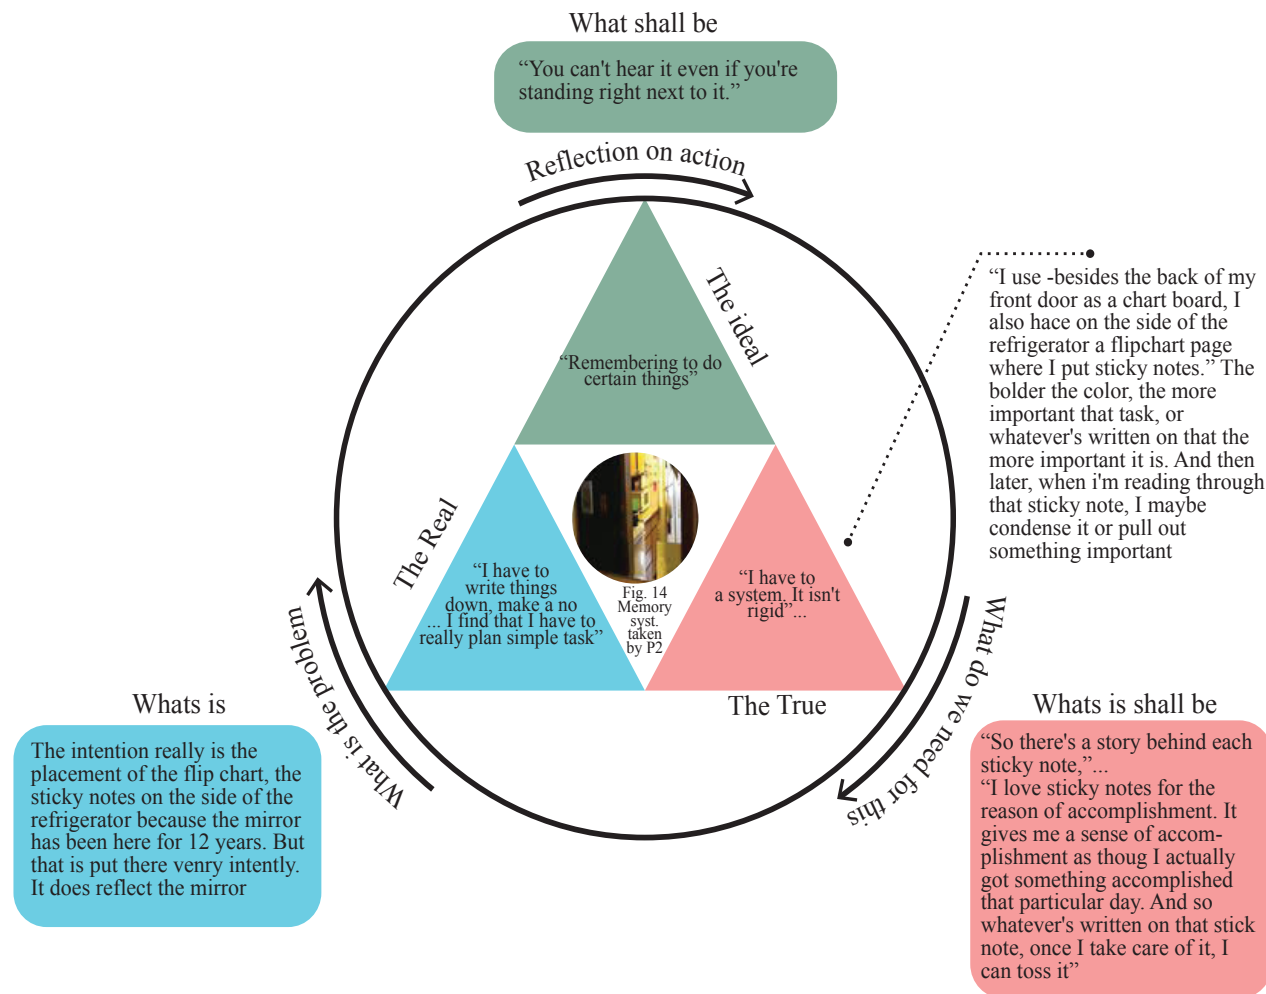 What shall be
“You can't hear it even if you're
standing right next to it.”
Reflection on action
The ideal
“Remembering to do
certain things”
“I use -besides the back of my
front door as a chart board, I
also hace on the side of the
refrigerator a flipchart page
where I put sticky notes.” The
bolder the color, the more
important that task, or
whatever's written on that the
more important it is. And then
later, when i'm reading through
that sticky note, I maybe
condense it or pull out
something important
The Real
“I have to
write things
down, make a no
... I find that I have to
really plan simple task”
Fig. 14
Memory
syst.
taken
by P2
“I have to
a system. It isn't
rigid”...
The True
What is the problem
What do we need for this
Whats is
The intention really is the
placement of the flip chart, the
sticky notes on the side of the
refrigerator because the mirror
has been here for 12 years. But
that is put there venry intently.
It does reflect the mirror
Whats is shall be
“So there's a story behind each
sticky note,”...
“I love sticky notes for the
reason of accomplishment. It
gives me a sense of accom-
plishment as thoug I actually
got something accomplished
that particular day. And so
whatever's written on that stick
note, once I take care of it, I
can toss it”